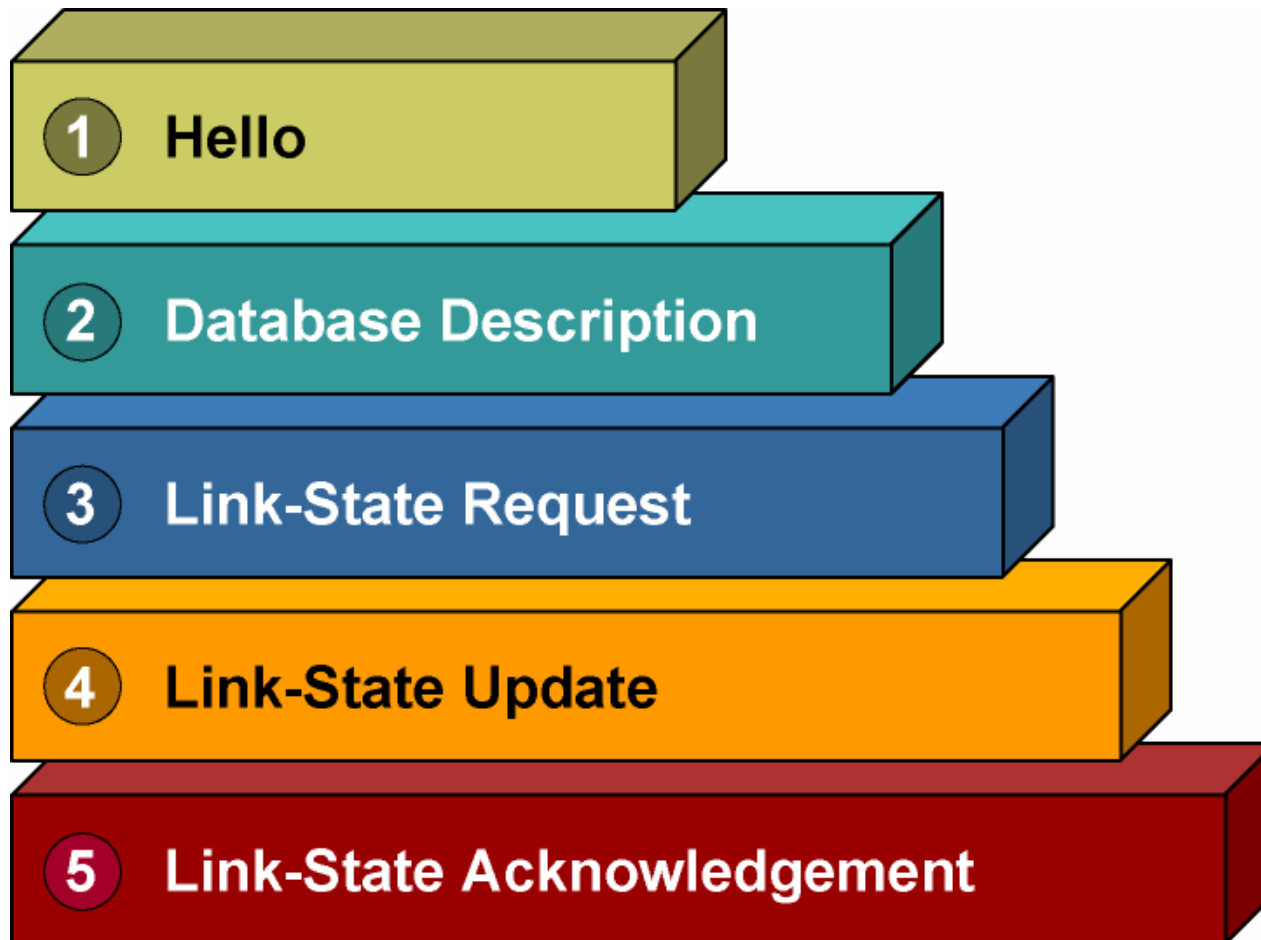 1 Hello
2 Database Description
3 Link-State Request
4 Link-State Update
5 Link-State Acknowledgement